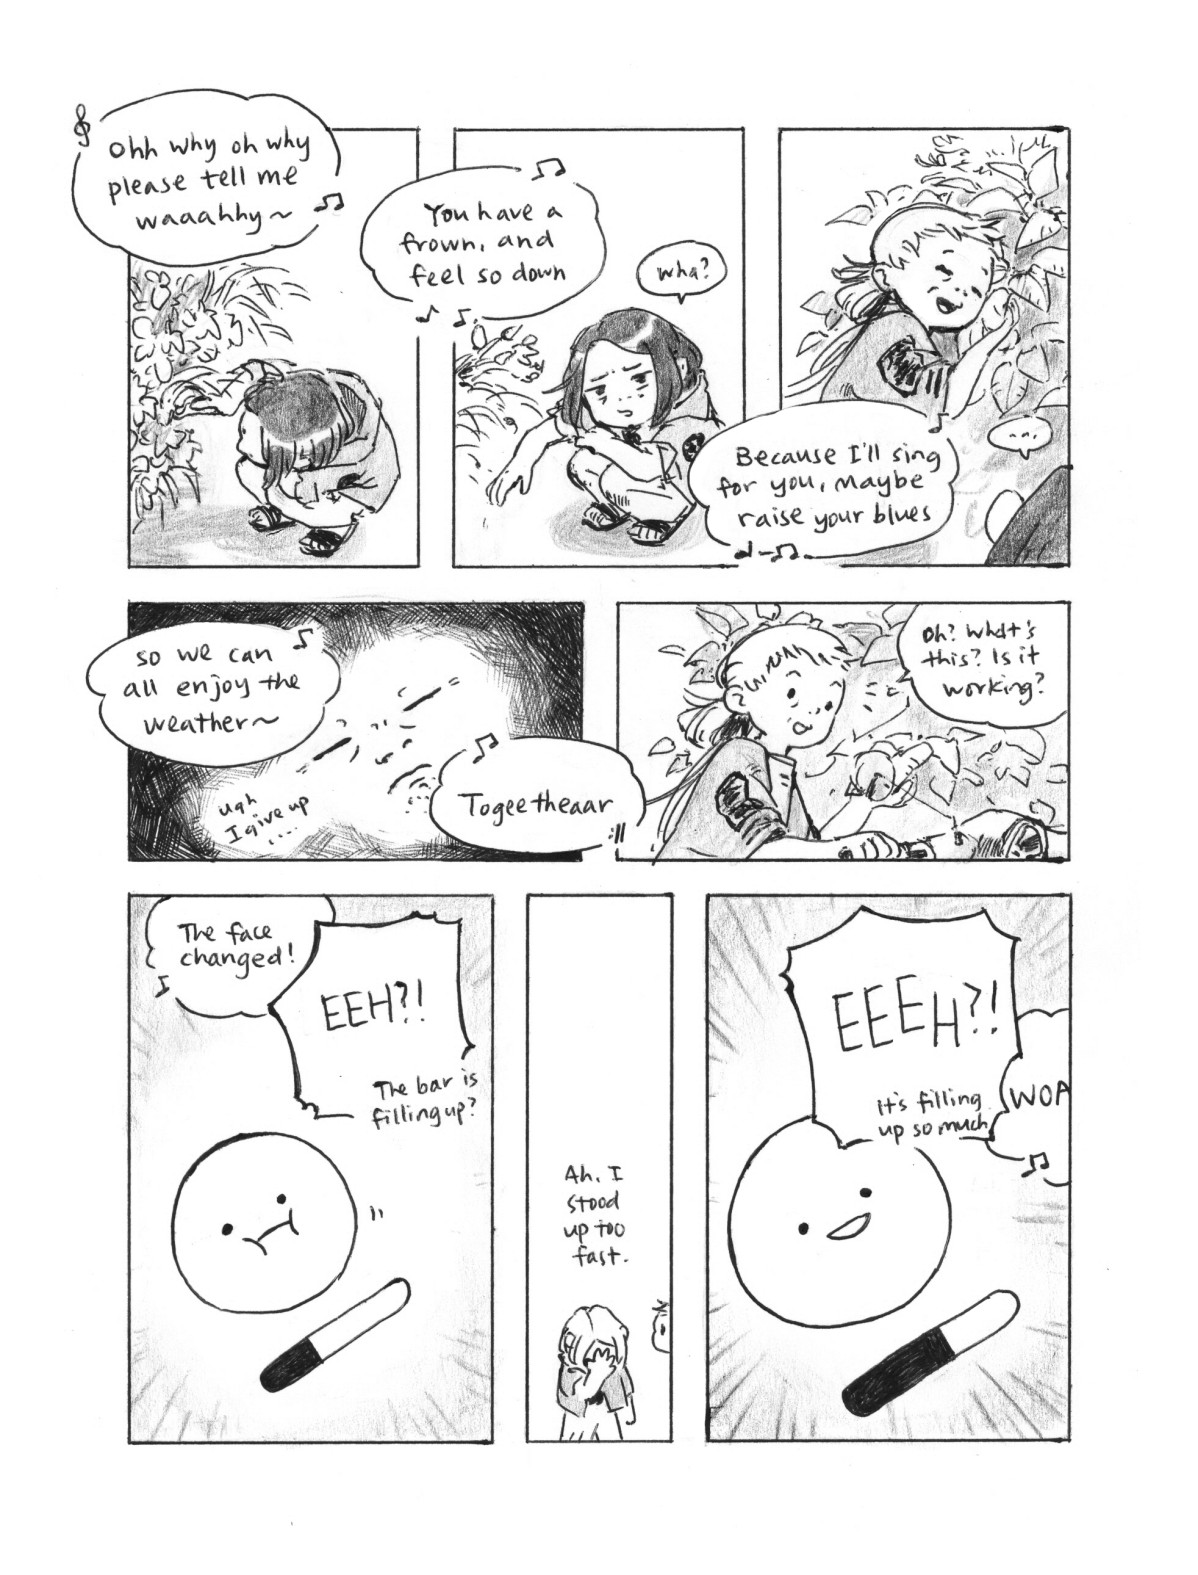 Ohh why oh why
please tell me
waaahhy~
You have a
frown, and
feel so down
wha?
Because I'll sing
for you, maybe
raise your blues
...
so we can
all enjoy the
weather~
ugh
I give up
....
Togeetheaar
Oh? What's
this? Is it
working?
The face
changed!
EEH?!
The bar is
filling up?
Ah, I
stood
up too
fast.
EEEH?!
it's filling
up so much
WOA